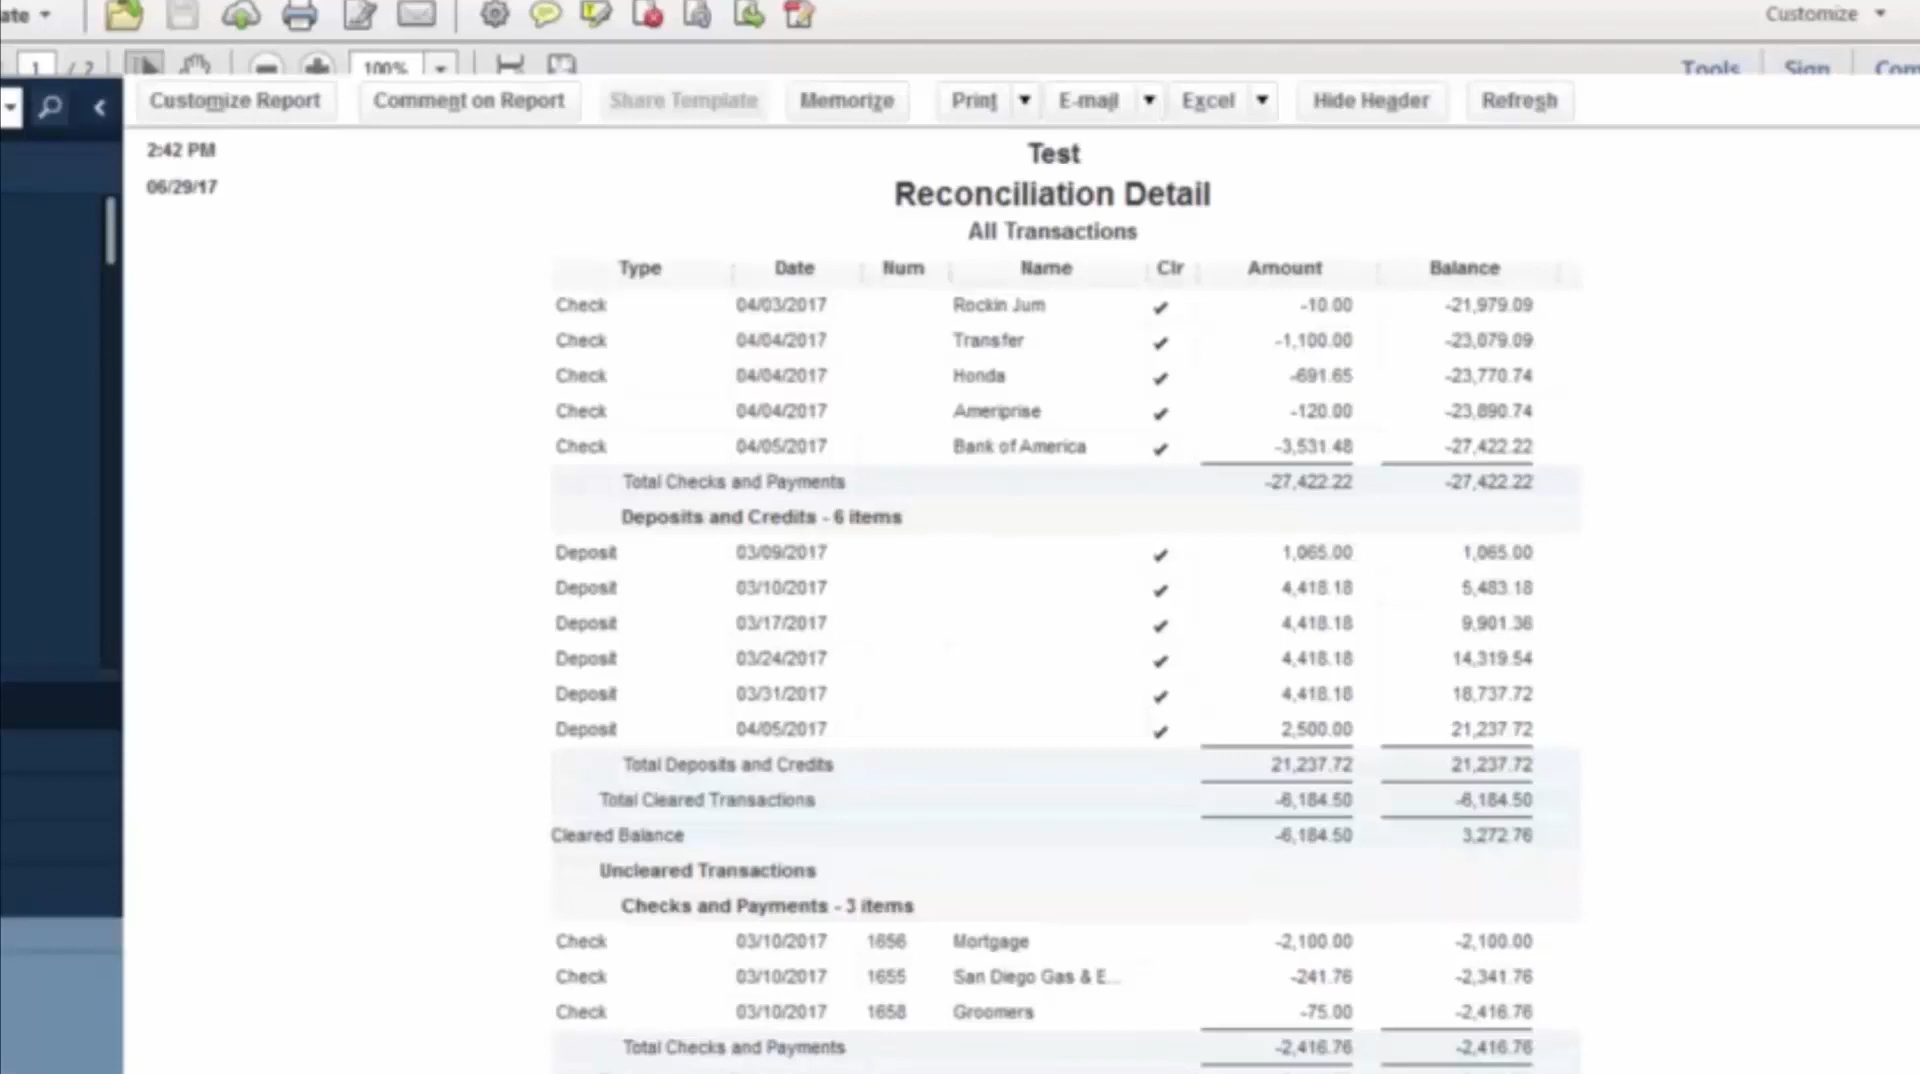 ate
Customize
1 / 2
100%
Tools Sign Com
Customize Report Comment on Report Share Template Memorize Print E-mail Excel Hide Header Refresh
2:42 PM
06/29/17
Test
Reconciliation Detail
All Transactions
Type Date Num Name Clr Amount Balance
Check 04/03/2017 Rockin Jum ✔ -10.00 -21,979.09
Check 04/04/2017 Transfer ✔ -1,100.00 -23,079.09
Check 04/04/2017 Honda ✔ -691.65 -23,770.74
Check 04/04/2017 Ameriprise ✔ -120.00 -23,890.74
Check 04/05/2017 Bank of America ✔ -3,531.48 -27,422.22
Total Checks and Payments -27,422.22 -27,422.22
Deposits and Credits - 6 items
Deposit 03/09/2017 ✔ 1,065.00 1,065.00
Deposit 03/10/2017 ✔ 4,418.18 5,483.18
Deposit 03/17/2017 ✔ 4,418.18 9,901.36
Deposit 03/24/2017 ✔ 4,418.18 14,319.54
Deposit 03/31/2017 ✔ 4,418.18 18,737.72
Deposit 04/05/2017 ✔ 2,500.00 21,237.72
Total Deposits and Credits 21,237.72 21,237.72
Total Cleared Transactions -6,184.50 -6,184.50
Cleared Balance -6,184.50 3,272.76
Uncleared Transactions
Checks and Payments - 3 items
Check 03/10/2017 1656 Mortgage -2,100.00 -2,100.00
Check 03/10/2017 1655 San Diego Gas & E... -241.76 -2,341.76
Check 03/10/2017 1658 Groomers -75.00 -2,416.76
Total Checks and Payments -2,416.76 -2,416.76